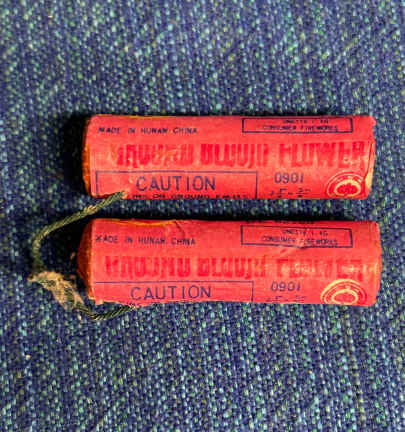 MADE IN HUNAN CHINA
UN0336 1.4G
CONSUMER FIREWORKS
GROUND BLOOM FLOWER
CAUTION
0901
MADE IN HUNAN CHINA
UN0336 1.4G
CONSUMER FIREWORKS
GROUND BLOOM FLOWER
CAUTION
0901